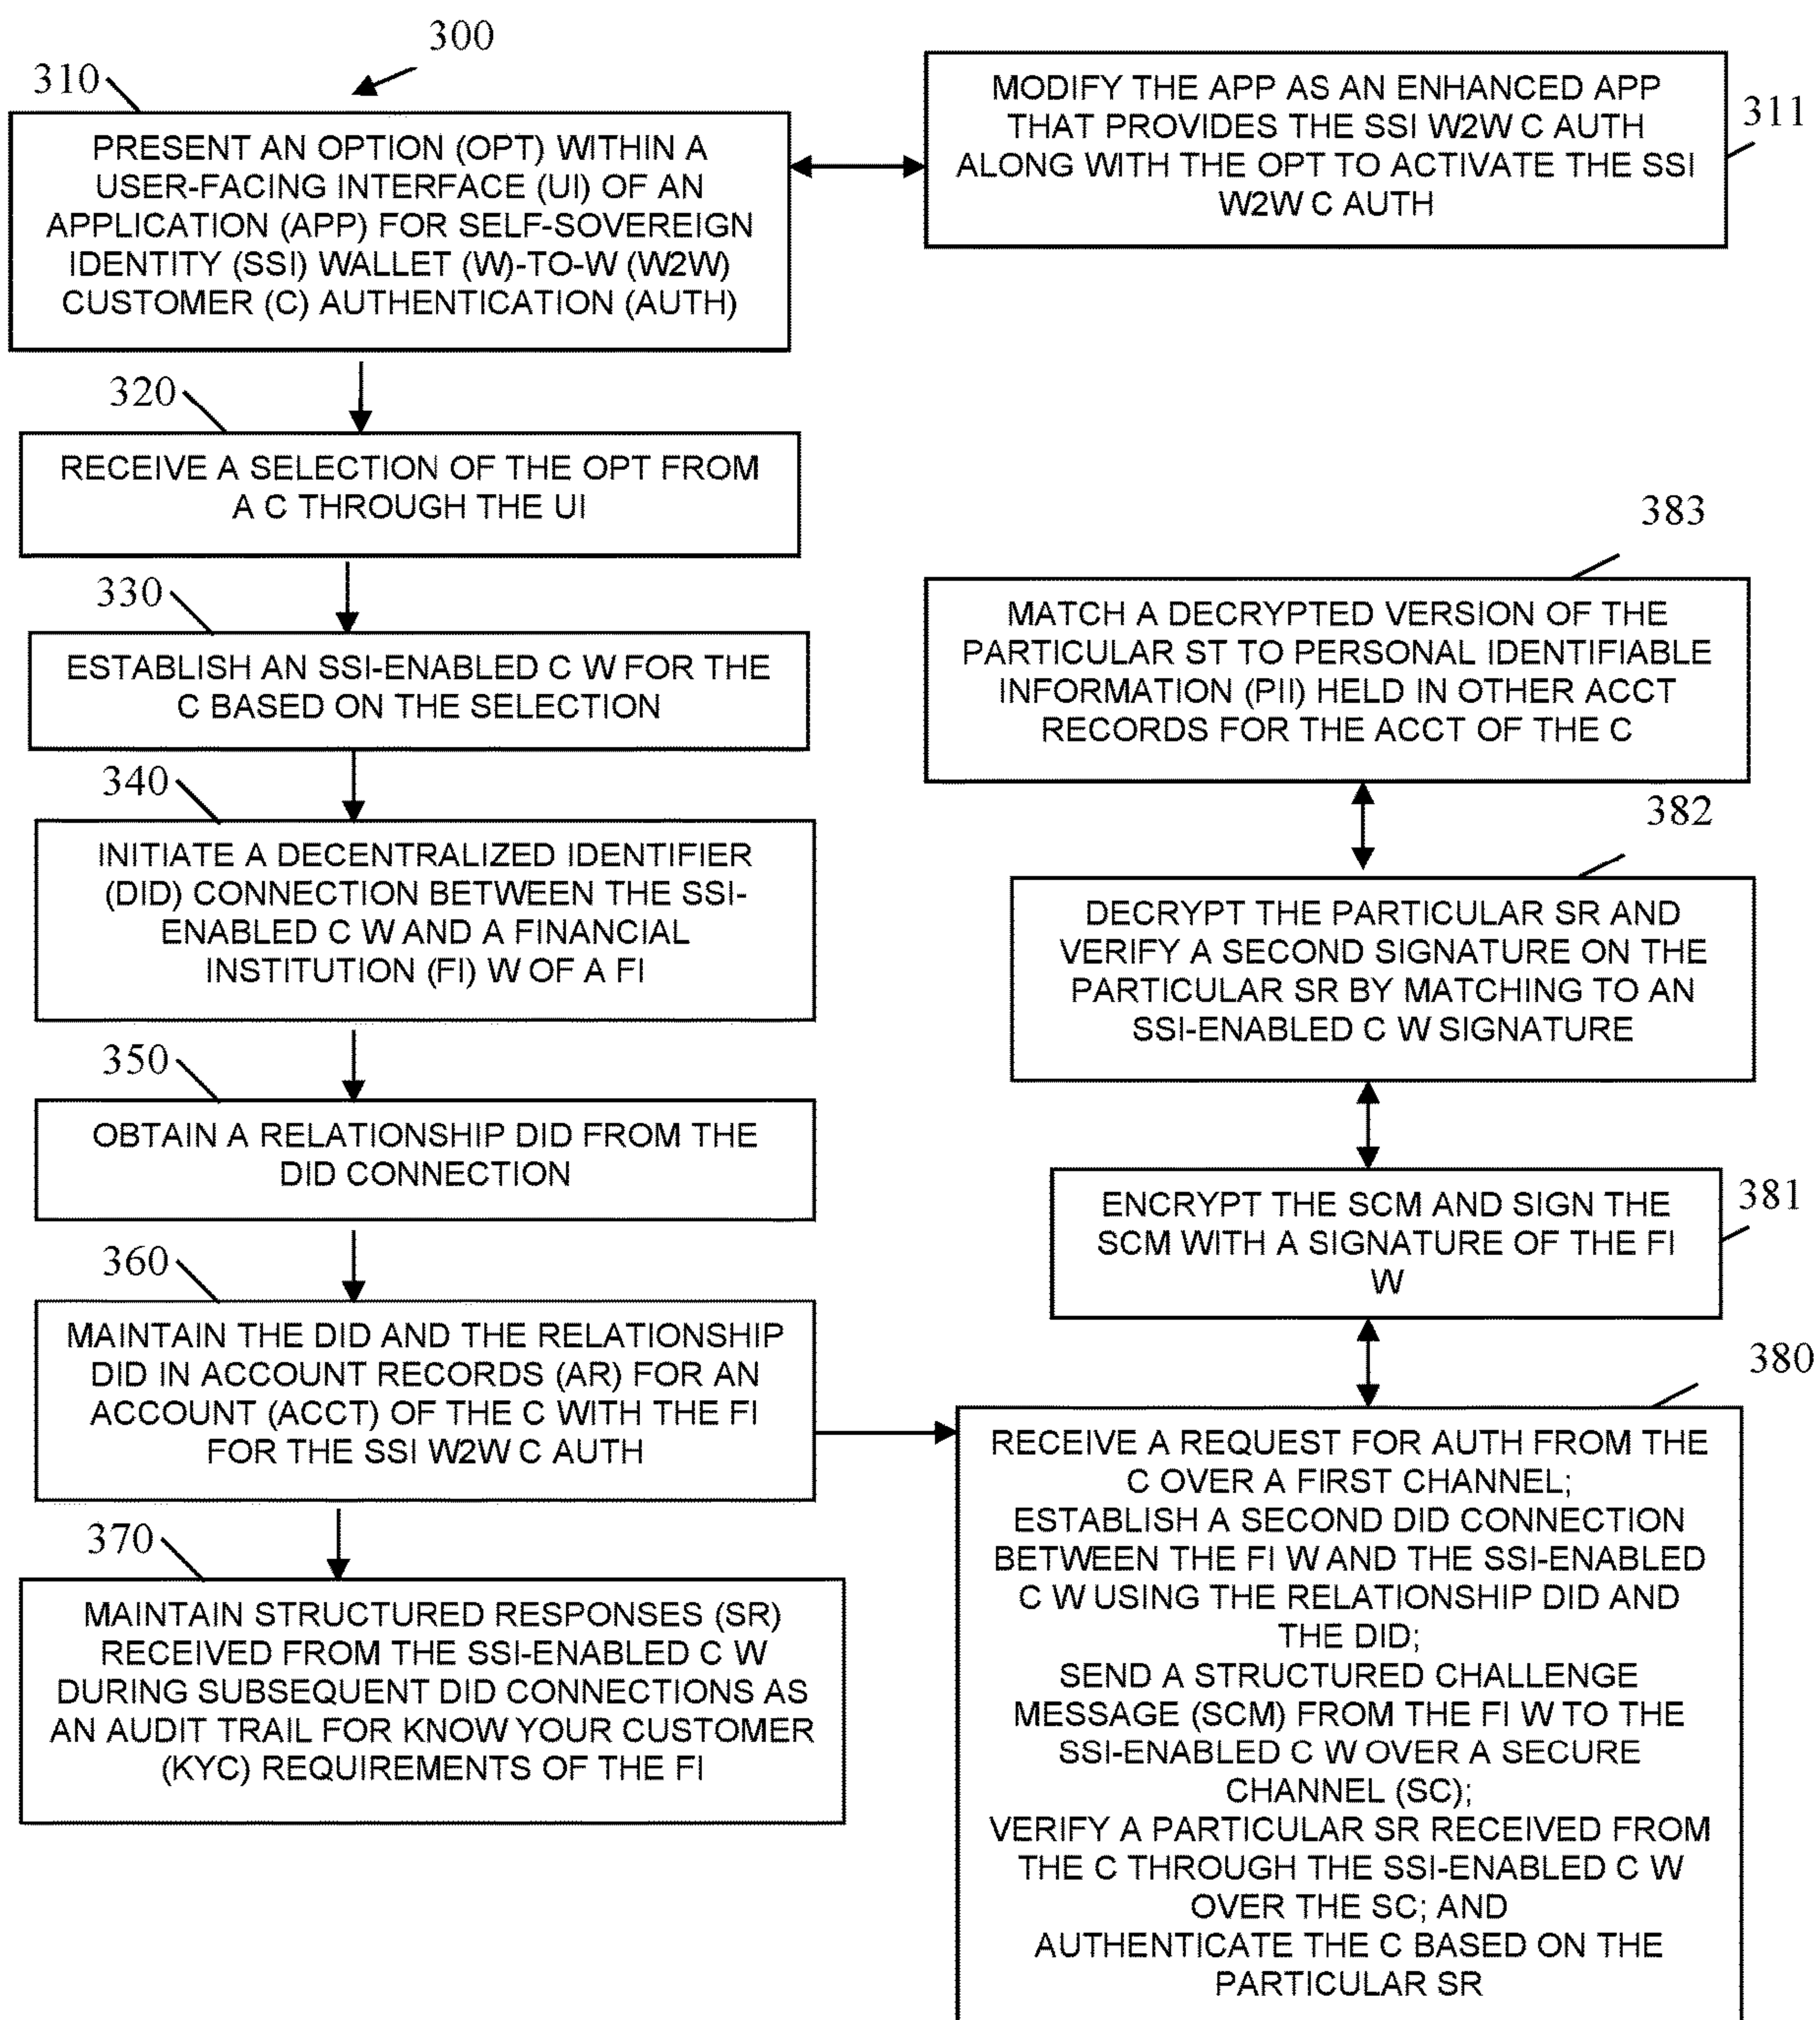 300
310
PRESENT AN OPTION (OPT) WITHIN A
USER-FACING INTERFACE (UI) OF AN
APPLICATION (APP) FOR SELF-SOVEREIGN
IDENTITY (SSI) WALLET (W)-TO-W (W2W)
CUSTOMER (C) AUTHENTICATION (AUTH)
MODIFY THE APP AS AN ENHANCED APP
THAT PROVIDES THE SSI W2W C AUTH
ALONG WITH THE OPT TO ACTIVATE THE SSI
W2W C AUTH
311
320
RECEIVE A SELECTION OF THE OPT FROM
A C THROUGH THE UI
330
ESTABLISH AN SSI-ENABLED C W FOR THE
C BASED ON THE SELECTION
340
INITIATE A DECENTRALIZED IDENTIFIER
(DID) CONNECTION BETWEEN THE SSI-
ENABLED C W AND A FINANCIAL
INSTITUTION (FI) W OF A FI
350
OBTAIN A RELATIONSHIP DID FROM THE
DID CONNECTION
360
MAINTAIN THE DID AND THE RELATIONSHIP
DID IN ACCOUNT RECORDS (AR) FOR AN
ACCOUNT (ACCT) OF THE C WITH THE FI
FOR THE SSI W2W C AUTH
370
MAINTAIN STRUCTURED RESPONSES (SR)
RECEIVED FROM THE SSI-ENABLED C W
DURING SUBSEQUENT DID CONNECTIONS AS
AN AUDIT TRAIL FOR KNOW YOUR CUSTOMER
(KYC) REQUIREMENTS OF THE FI
383
MATCH A DECRYPTED VERSION OF THE
PARTICULAR ST TO PERSONAL IDENTIFIABLE
INFORMATION (PII) HELD IN OTHER ACCT
RECORDS FOR THE ACCT OF THE C
382
DECRYPT THE PARTICULAR SR AND
VERIFY A SECOND SIGNATURE ON THE
PARTICULAR SR BY MATCHING TO AN
SSI-ENABLED C W SIGNATURE
381
ENCRYPT THE SCM AND SIGN THE
SCM WITH A SIGNATURE OF THE FI
W
380
RECEIVE A REQUEST FOR AUTH FROM THE
C OVER A FIRST CHANNEL;
ESTABLISH A SECOND DID CONNECTION
BETWEEN THE FI W AND THE SSI-ENABLED
C W USING THE RELATIONSHIP DID AND
THE DID;
SEND A STRUCTURED CHALLENGE
MESSAGE (SCM) FROM THE FI W TO THE
SSI-ENABLED C W OVER A SECURE
CHANNEL (SC);
VERIFY A PARTICULAR SR RECEIVED FROM
THE C THROUGH THE SSI-ENABLED C W
OVER THE SC; AND
AUTHENTICATE THE C BASED ON THE
PARTICULAR SR